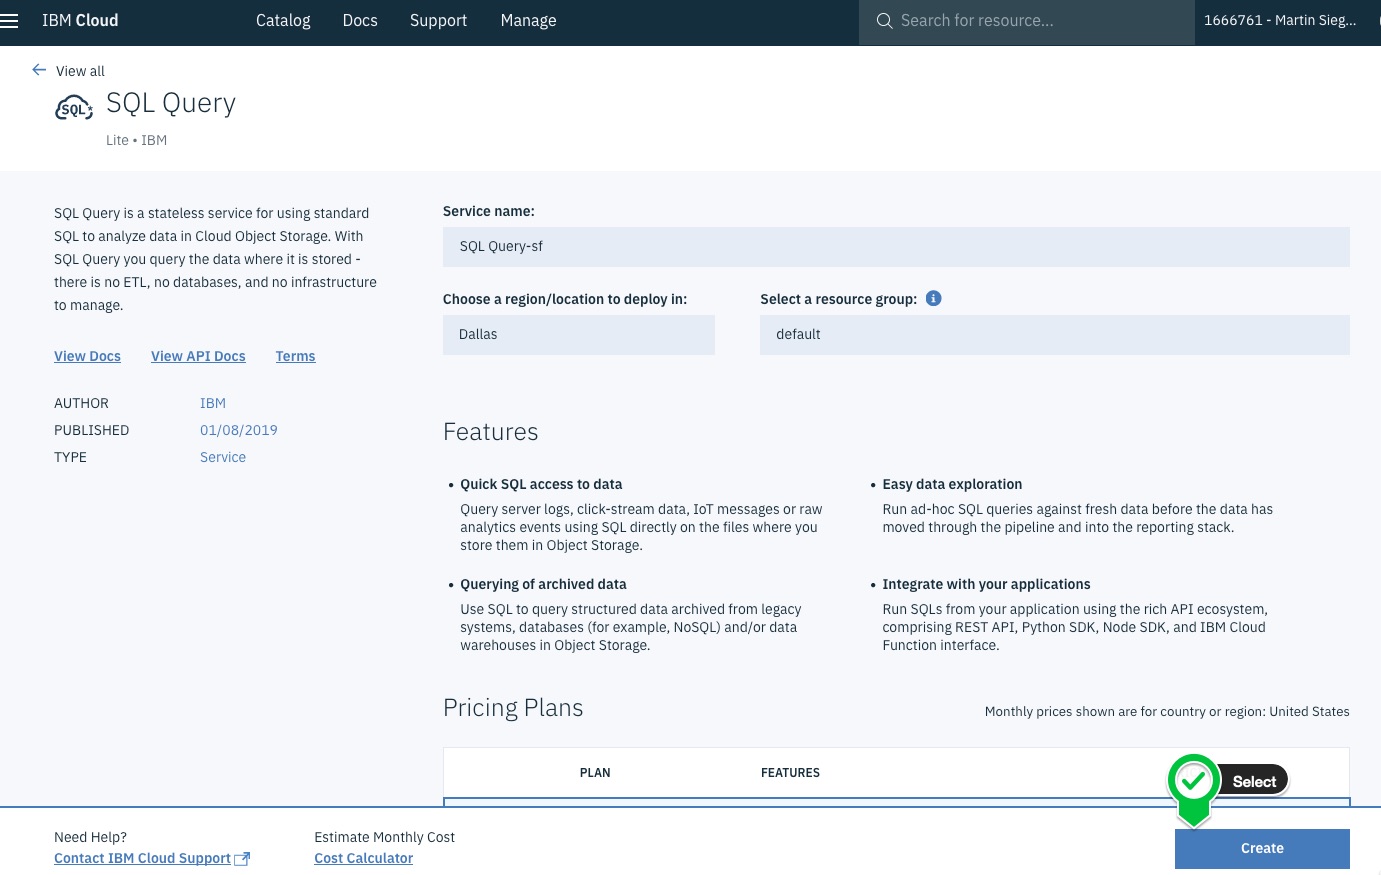 IBM Cloud
Catalog
Docs
Support
Manage
Search for resource...
1666761 - Martin Sieg...
View all
SQL
SQL Query
Lite • IBM
SQL Query is a stateless service for using standard
SQL to analyze data in Cloud Object Storage. With
SQL Query you query the data where it is stored -
there is no ETL, no databases, and no infrastructure
to manage.
View Docs
View API Docs
Terms
AUTHOR
IBM
PUBLISHED
01/08/2019
TYPE
Service
Service name:
SQL Query-sf
Choose a region/location to deploy in:
Dallas
Select a resource group:
default
Features
• Quick SQL access to data
Query server logs, click-stream data, IoT messages or raw
analytics events using SQL directly on the files where you
store them in Object Storage.
• Easy data exploration
Run ad-hoc SQL queries against fresh data before the data has
moved through the pipeline and into the reporting stack.
• Querying of archived data
Use SQL to query structured data archived from legacy
systems, databases (for example, NoSQL) and/or data
warehouses in Object Storage.
• Integrate with your applications
Run SQLs from your application using the rich API ecosystem,
comprising REST API, Python SDK, Node SDK, and IBM Cloud
Function interface.
Pricing Plans
Monthly prices shown are for country or region: United States
PLAN
FEATURES
Select
Need Help?
Contact IBM Cloud Support
Estimate Monthly Cost
Cost Calculator
Create